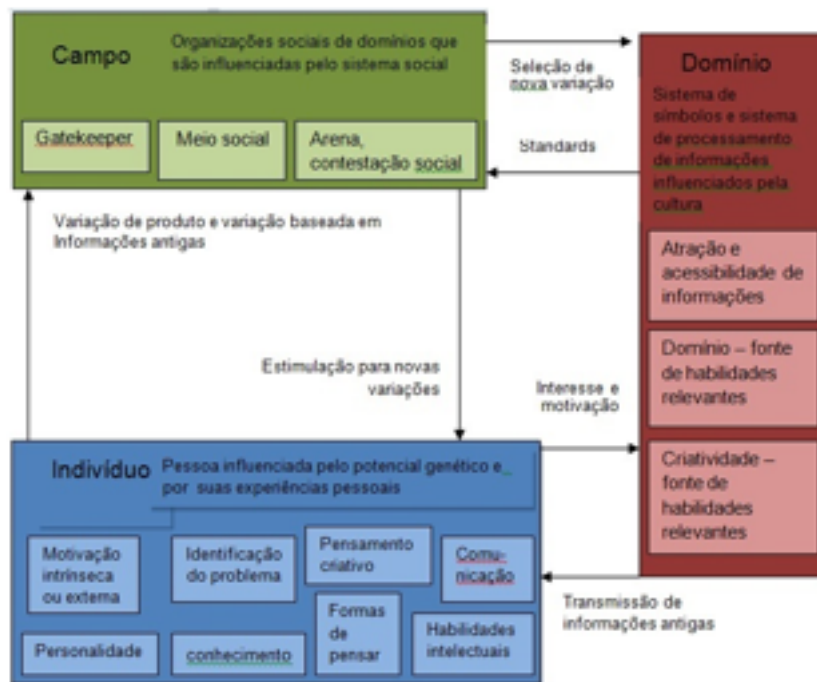 Campo
Organizações sociais de domínios que
são influenciadas pelo sistema social
Gatekeeper
Meio social
Arena,
contestação social
Seleção de
nova variação
Standards
Domínio
Sistema de
símbolos e sistema
de processamento
de informações
influenciados pela
cultura
Atração e
acessibilidade de
informações
Domínio – fonte
de habilidades
relevantes
Criatividade –
fonte de
habilidades
relevantes
Variação de produto e variação baseada em
Informações antigas
Estimulação para novas
variações
Interesse e
motivação
Indivíduo
Pessoa influenciada pelo potencial genético e
por suas experiências pessoais
Motivação
intrínseca
ou externa
Identificação
do problema
Pensamento
criativo
Comu-
nicação
Personalidade
conhecimento
Formas
de
pensar
Habilidades
intelectuais
Transmissão de
informações antigas